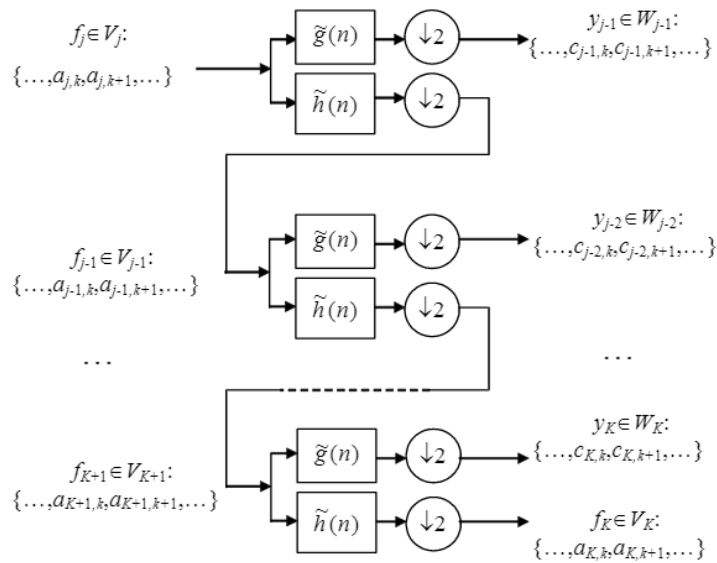 f_j ∈ V_j:
{…,a_{j,k},a_{j,k+1},…}
g̃(n)
↓2
h̃(n)
↓2
y_{j-1} ∈ W_{j-1}:
{…,c_{j-1,k},c_{j-1,k+1},…}
f_{j-1} ∈ V_{j-1}:
{…,a_{j-1,k},a_{j-1,k+1},…}
g̃(n)
↓2
h̃(n)
↓2
y_{j-2} ∈ W_{j-2}:
{…,c_{j-2,k},c_{j-2,k+1},…}
…
…
f_{K+1} ∈ V_{K+1}:
{…,a_{K+1,k},a_{K+1,k+1},…}
g̃(n)
↓2
h̃(n)
↓2
y_K ∈ W_K:
{…,c_{K,k},c_{K,k+1},…}
f_K ∈ V_K:
{…,a_{K,k},a_{K,k+1},…}